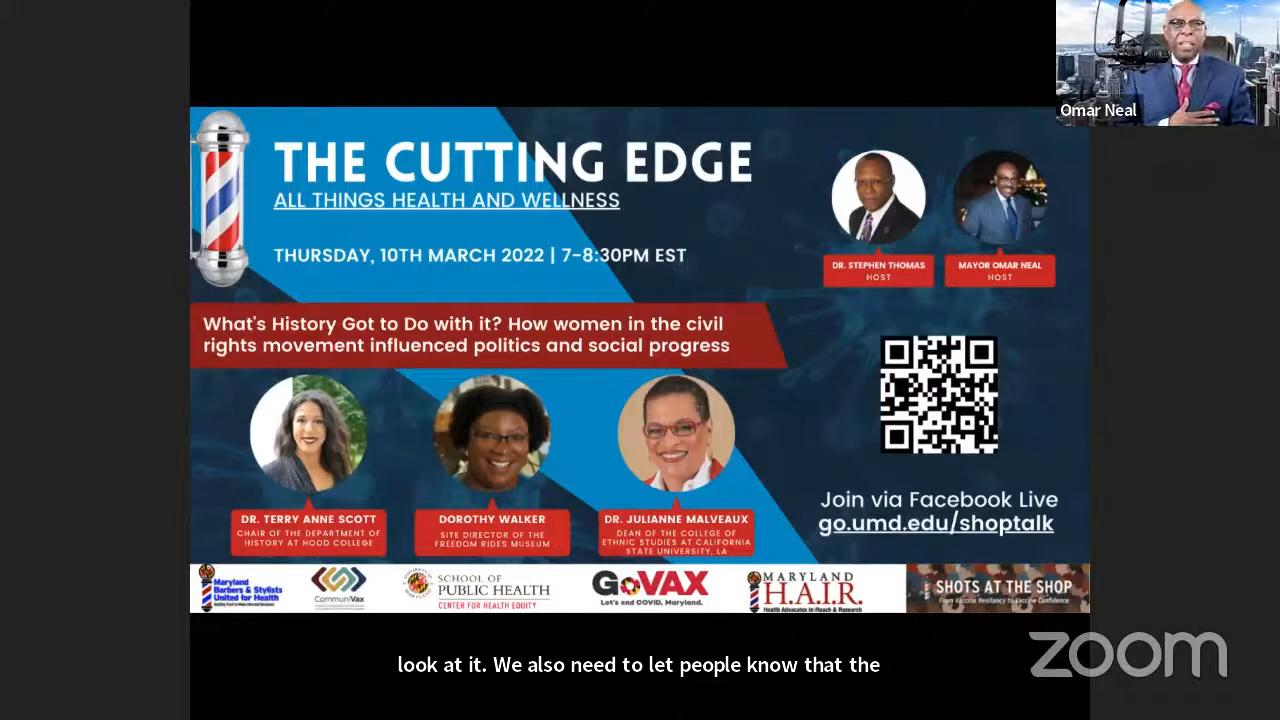 Omar Neal
THE CUTTING EDGE
ALL THINGS HEALTH AND WELLNESS
THURSDAY, 10TH MARCH 2022 | 7-8:30PM EST
DR. STEPHEN THOMAS
HOST
MAYOR OMAR NEAL
HOST
What's History Got to Do with it? How women in the civil
rights movement influenced politics and social progress
DR. TERRY ANNE SCOTT
CHAIR OF THE DEPARTMENT OF
HISTORY AT HOOD COLLEGE
DOROTHY WALKER
SITE DIRECTOR OF THE
FREEDOM RIDES MUSEUM
DR. JULIANNE MALVEAUX
DEAN OF THE COLLEGE OF
ETHNIC STUDIES AT CALIFORNIA
STATE UNIVERSITY, LA
Join via Facebook Live
go.umd.edu/shoptalk
Maryland
Barbers & Stylists
United for Health
CommuniVax
SCHOOL OF
PUBLIC HEALTH
CENTER FOR HEALTH EQUITY
GoVAX
Let's end COVID, Maryland.
MARYLAND
H.A.I.R.
Health Advocates In-Reach & Research
SHOTS AT THE SHOP
From Vaccine Hesitancy to Vaccine Confidence
look at it. We also need to let people know that the
zoom